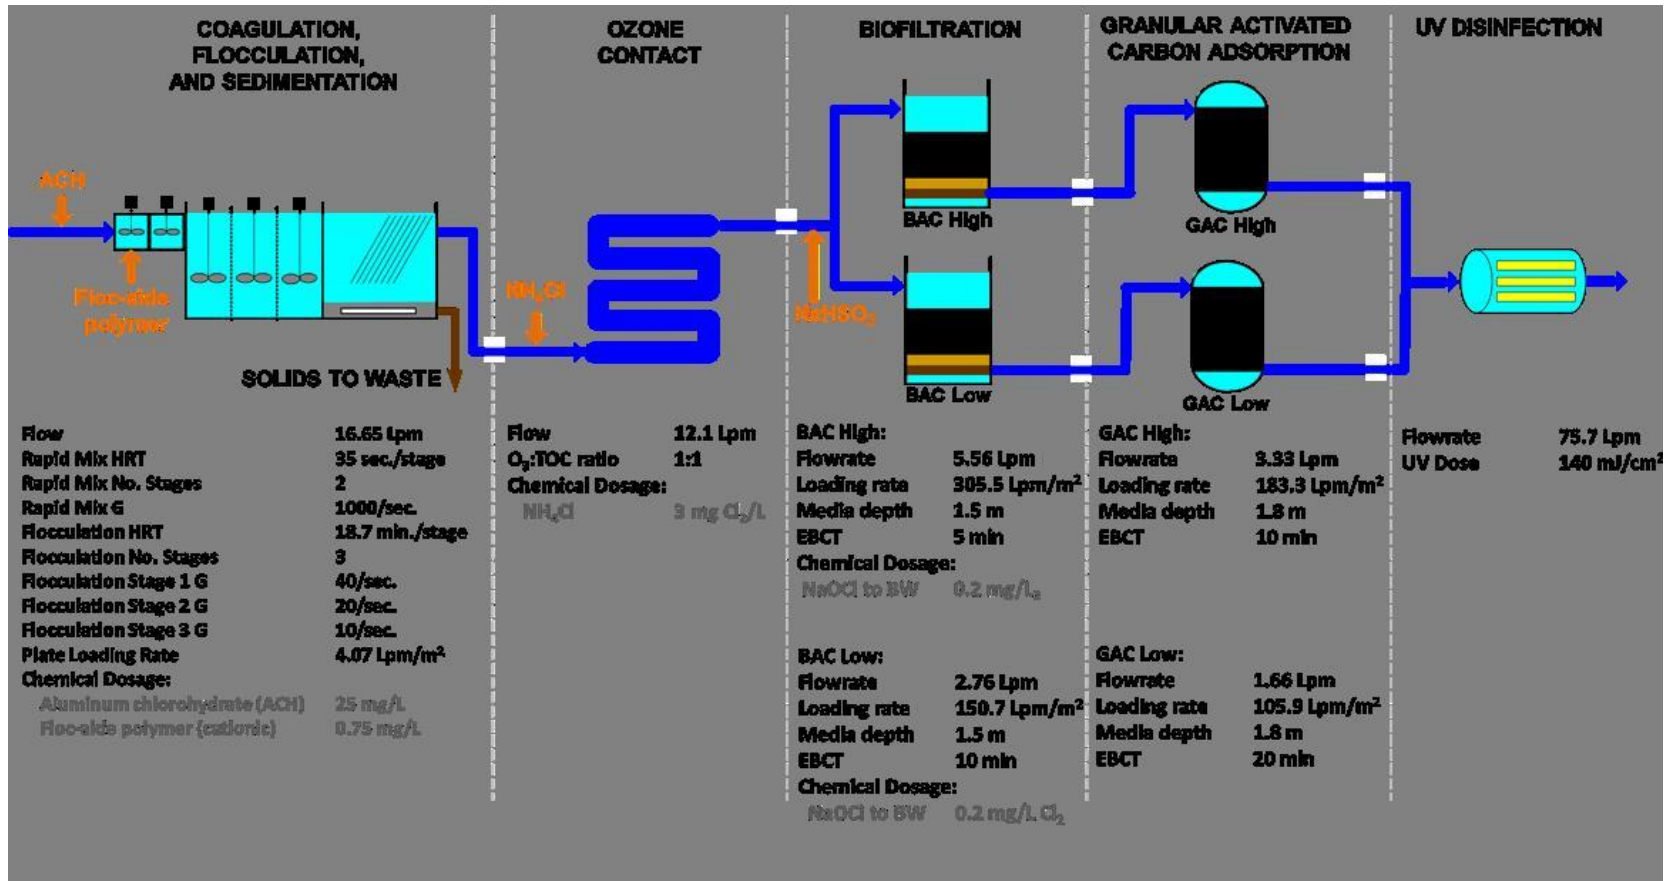 COAGULATION,
FLOCCULATION,
AND SEDIMENTATION
OZONE
CONTACT
BIOFILTRATION
GRANULAR ACTIVATED
CARBON ADSORPTION
UV DISINFECTION
ACH
Floc-aide
polymer
SOLIDS TO WASTE
NH₄Cl
NaHSO₃
BAC High
BAC Low
GAC High
GAC Low
Flow 16.65 Lpm
Rapid Mix HRT 35 sec./stage
Rapid Mix No. Stages 2
Rapid Mix G 1000/sec.
Flocculation HRT 18.7 min./stage
Flocculation No. Stages 3
Flocculation Stage 1 G 40/sec.
Flocculation Stage 2 G 20/sec.
Flocculation Stage 3 G 10/sec.
Plate Loading Rate 4.07 Lpm/m²
Chemical Dosage:
Aluminum chlorohydrate (ACH) 25 mg/L
Floc-aide polymer (cationic) 0.75 mg/L
Flow 12.1 Lpm
O₃:TOC ratio 1:1
Chemical Dosage:
NH₄Cl 3 mg Cl₂/L
BAC High:
Flowrate 5.56 Lpm
Loading rate 305.5 Lpm/m²
Media depth 1.5 m
EBCT 5 min
Chemical Dosage:
NaOCl to BW 0.2 mg/L
BAC Low:
Flowrate 2.76 Lpm
Loading rate 150.7 Lpm/m²
Media depth 1.5 m
EBCT 10 min
Chemical Dosage:
NaOCl to BW 0.2 mg/L Cl₂
GAC High:
Flowrate 3.33 Lpm
Loading rate 183.3 Lpm/m²
Media depth 1.8 m
EBCT 10 min
GAC Low:
Flowrate 1.66 Lpm
Loading rate 105.9 Lpm/m²
Media depth 1.8 m
EBCT 20 min
Flowrate 75.7 Lpm
UV Dose 140 mJ/cm²